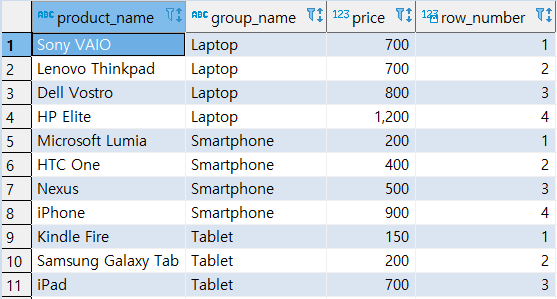 ABC product_name ABC group_name 123 price 123 row_number
1 Sony VAIO Laptop 700 1
2 Lenovo Thinkpad Laptop 700 2
3 Dell Vostro Laptop 800 3
4 HP Elite Laptop 1,200 4
5 Microsoft Lumia Smartphone 200 1
6 HTC One Smartphone 400 2
7 Nexus Smartphone 500 3
8 iPhone Smartphone 900 4
9 Kindle Fire Tablet 150 1
10 Samsung Galaxy Tab Tablet 200 2
11 iPad Tablet 700 3